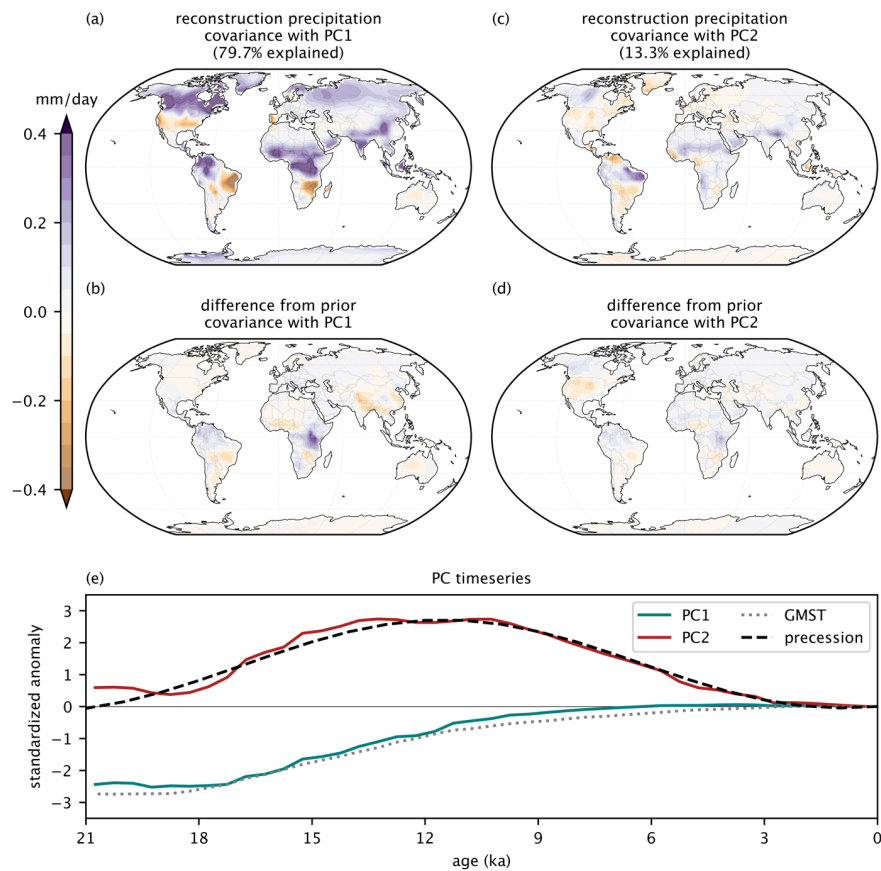 (a)
reconstruction precipitation
covariance with PC1
(79.7% explained)
(c)
reconstruction precipitation
covariance with PC2
(13.3% explained)
mm/day
0.4
0.2
0.0
−0.2
−0.4
(b)
difference from prior
covariance with PC1
(d)
difference from prior
covariance with PC2
(e)
PC timeseries
standardized anomaly
3
2
1
0
−1
−2
−3
PC1
PC2
GMST
precession
21
18
15
12
9
6
3
0
age (ka)